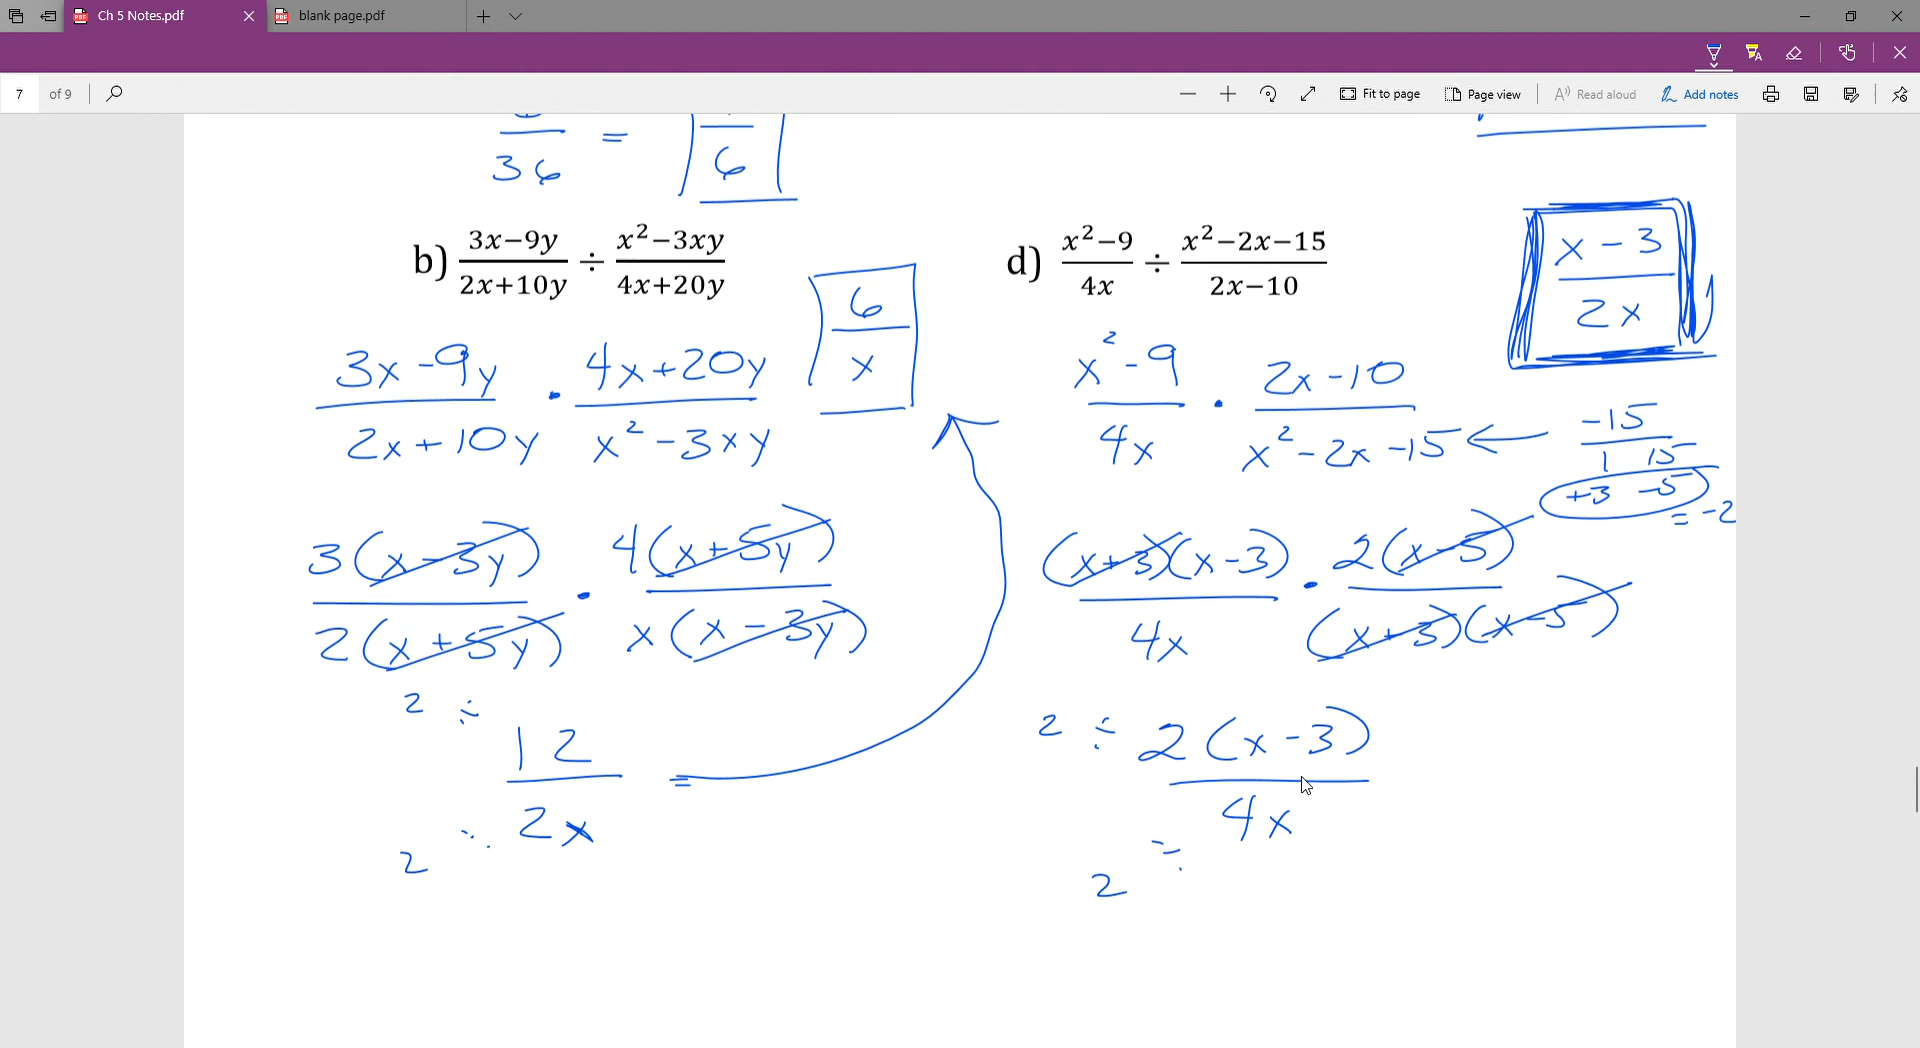 Ch 5 Notes.pdf
blank page.pdf
7 of 9
Fit to page
Page view
Read aloud
Add notes
36 =
6
b) (3x−9y)/(2x+10y) ÷ (x²−3xy)/(4x+20y)
6/x
3x - 9y · 4x + 20y
2x + 10y x² - 3xy
3(x - 3y) · 4(x + 5y)
2(x + 5y) x(x - 3y)
2 ÷
12 =
2x
2 ÷
d) (x²−9)/(4x) ÷ (x²−2x−15)/(2x−10)
x - 3
2x
x² - 9 · 2x - 10
4x x² - 2x - 15 ←
-15
1 15
+3 -5
= -2
(x+3)(x-3) · 2(x-5)
4x (x+3)(x-5)
2 ÷ 2(x-3)
4x
2 ÷